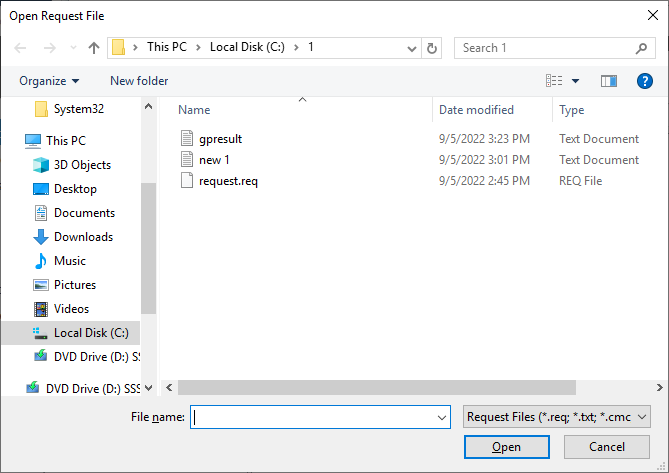 Open Request File
This PC > Local Disk (C:) > 1
Search 1
Organize
New folder
?
System32
This PC
3D Objects
Desktop
Documents
Downloads
Music
Pictures
Videos
Local Disk (C:)
DVD Drive (D:) SS
DVD Drive (D:) SSS
Name Date modified Type
gpresult 9/5/2022 3:23 PM Text Document
new 1 9/5/2022 3:01 PM Text Document
request.req 9/5/2022 2:45 PM REQ File
File name:
Request Files (*.req; *.txt; *.cmc
Open
Cancel